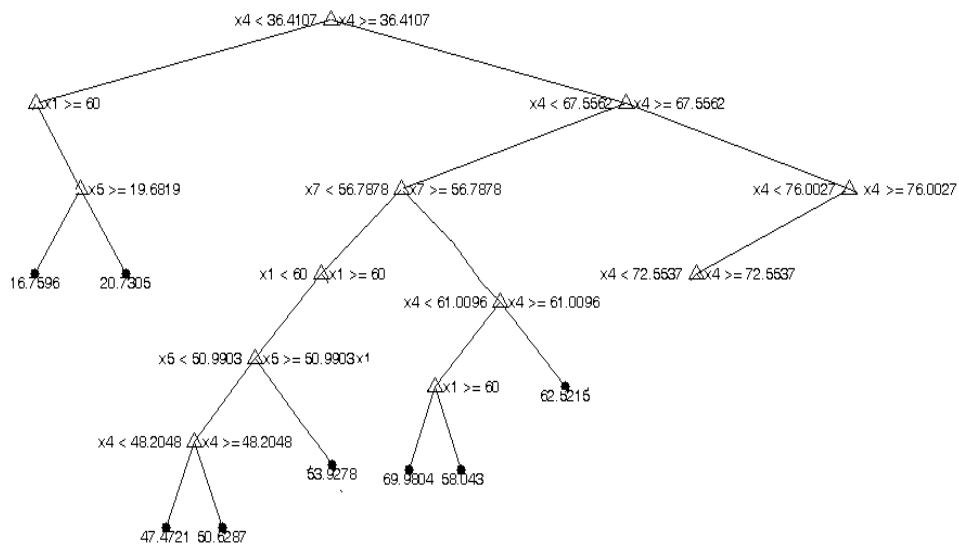 x4 < 36.4107 x4 >= 36.4107
x1 >= 60
x4 < 67.5562 x4 >= 67.5562
x5 >= 19.6819
x7 < 56.7878 x7 >= 56.7878
x4 < 76.0027 x4 >= 76.0027
16.7596 20.7305
x1 < 60 x1 >= 60
x4 < 72.5537 x4 >= 72.5537
x4 < 61.0096 x4 >= 61.0096
x5 < 50.9903 x5 >= 50.9903 x1
x1 >= 60
62.5215
x4 < 48.2048 x4 >= 48.2048
53.9278
69.9804 58.043
47.4721 50.6287